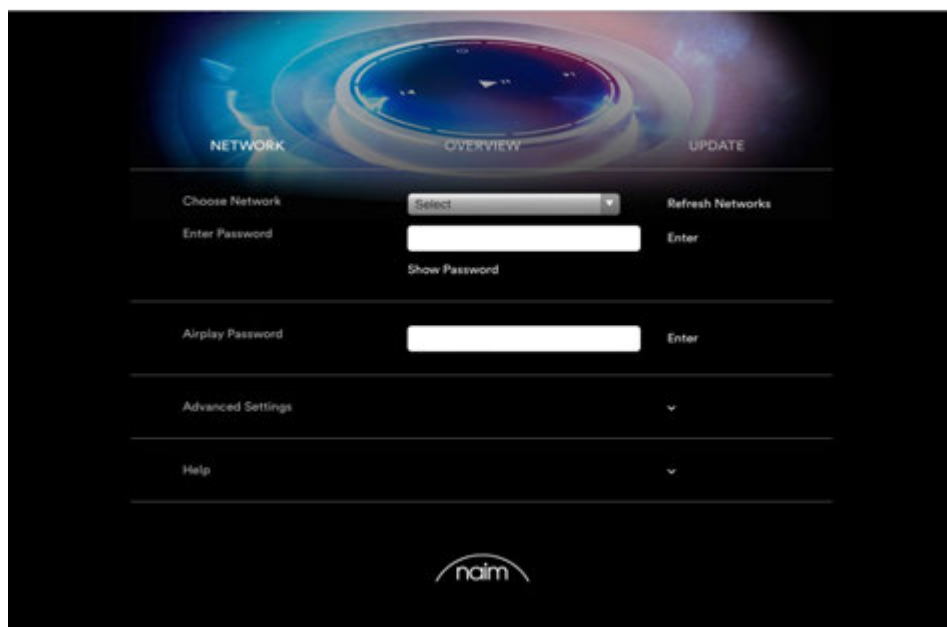 NETWORK OVERVIEW UPDATE
Choose Network Select Refresh Networks
Enter Password Enter
Show Password
Airplay Password Enter
Advanced Settings
Help
naim